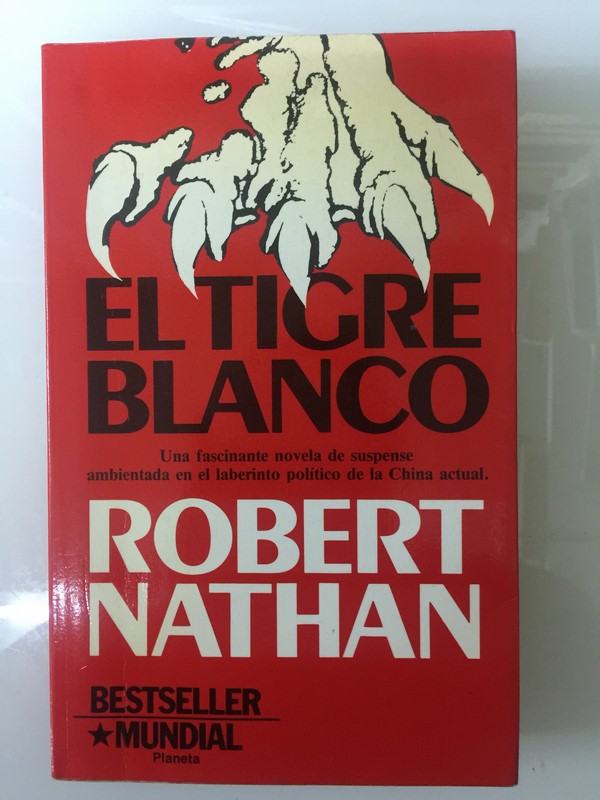 EL TIGRE
BLANCO
Una fascinante novela de suspense
ambientada en el laberinto político de la China actual.
ROBERT
NATHAN
BESTSELLER
★MUNDIAL
Planeta